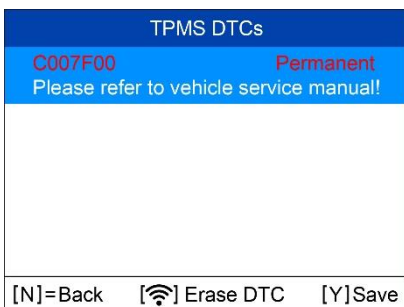 TPMS DTCs
C007F00 Permanent
Please refer to vehicle service manual!
[N]=Back [] Erase DTC [Y]Save